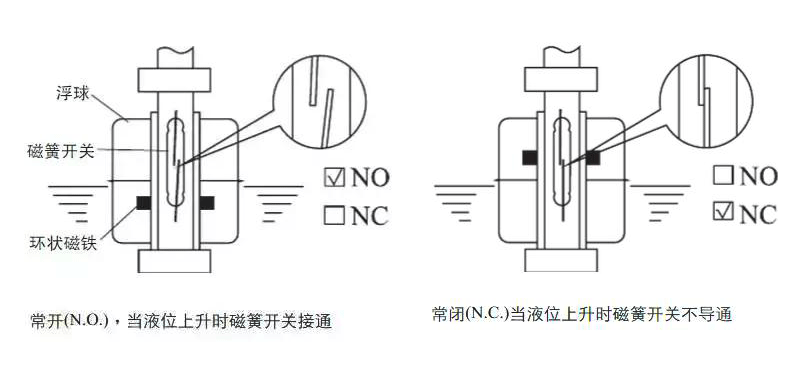 浮球
磁簧开关
环状磁铁
NO
NC
NO
NC
常开(N.O.)，当液位上升时磁簧开关接通
常闭(N.C.)当液位上升时磁簧开关不导通